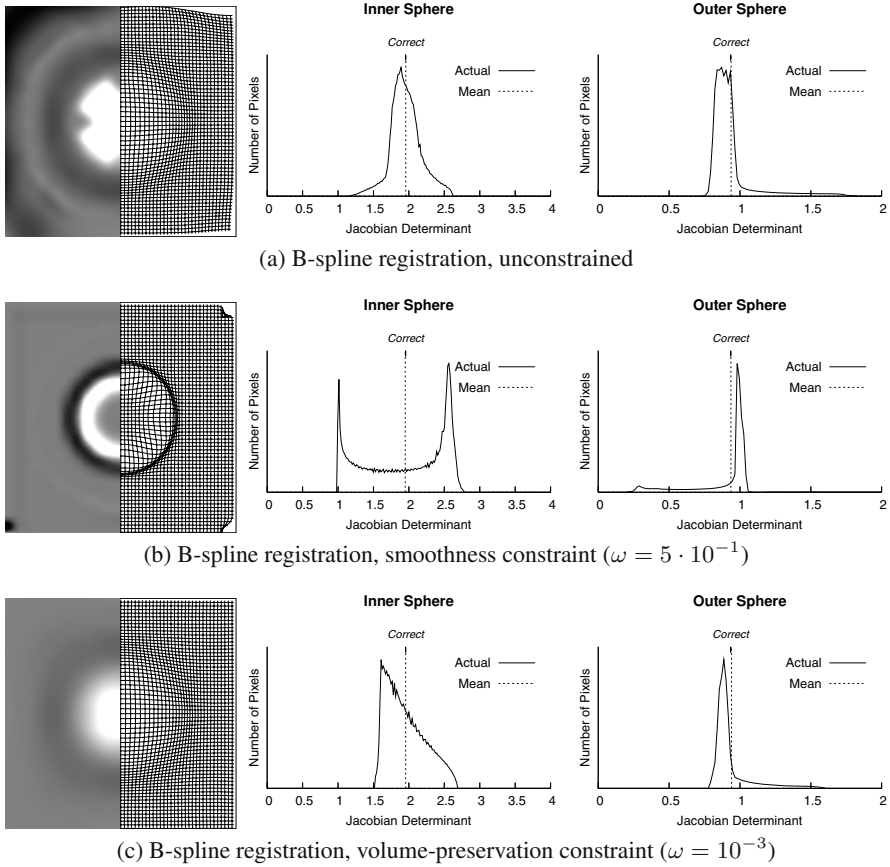 Inner Sphere
Outer Sphere
Correct
Correct
Actual
Mean
Actual
Mean
Number of Pixels
Number of Pixels
0 0.5 1 1.5 2 2.5 3 3.5 4
0 0.5 1 1.5 2
Jacobian Determinant
Jacobian Determinant
(a) B-spline registration, unconstrained
Inner Sphere
Outer Sphere
Correct
Correct
Actual
Mean
Actual
Mean
Number of Pixels
Number of Pixels
0 0.5 1 1.5 2 2.5 3 3.5 4
0 0.5 1 1.5 2
Jacobian Determinant
Jacobian Determinant
(b) B-spline registration, smoothness constraint (ω = 5 · 10⁻¹)
Inner Sphere
Outer Sphere
Correct
Correct
Actual
Mean
Actual
Mean
Number of Pixels
Number of Pixels
0 0.5 1 1.5 2 2.5 3 3.5 4
0 0.5 1 1.5 2
Jacobian Determinant
Jacobian Determinant
(c) B-spline registration, volume-preservation constraint (ω = 10⁻³)